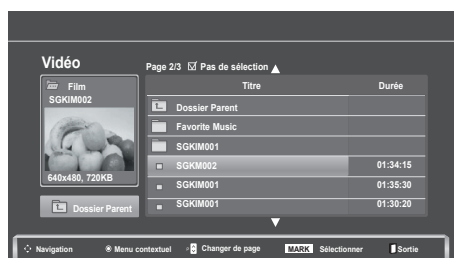 Vidéo
Page 2/3 Pas de sélection
Film
SGKIM002
640x480, 720KB
Dossier Parent
Titre Durée
Dossier Parent
Favorite Music
SGKIM001
SGKM002 01:34:15
SGKIM001 01:35:30
SGKIM001 01:30:20
Navigation Menu contextuel Changer de page MARK Sélectionner Sortie